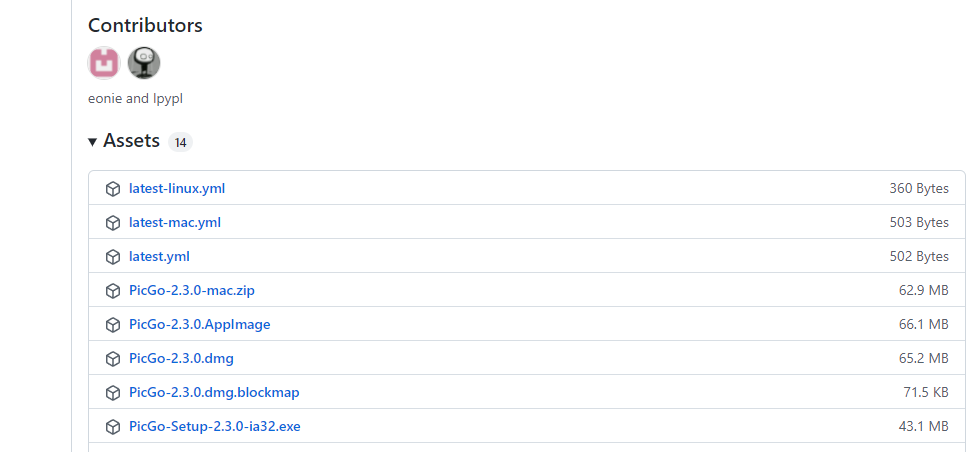 Contributors
eonie and lpypl
Assets 14
latest-linux.yml 360 Bytes
latest-mac.yml 503 Bytes
latest.yml 502 Bytes
PicGo-2.3.0-mac.zip 62.9 MB
PicGo-2.3.0.AppImage 66.1 MB
PicGo-2.3.0.dmg 65.2 MB
PicGo-2.3.0.dmg.blockmap 71.5 KB
PicGo-Setup-2.3.0-ia32.exe 43.1 MB